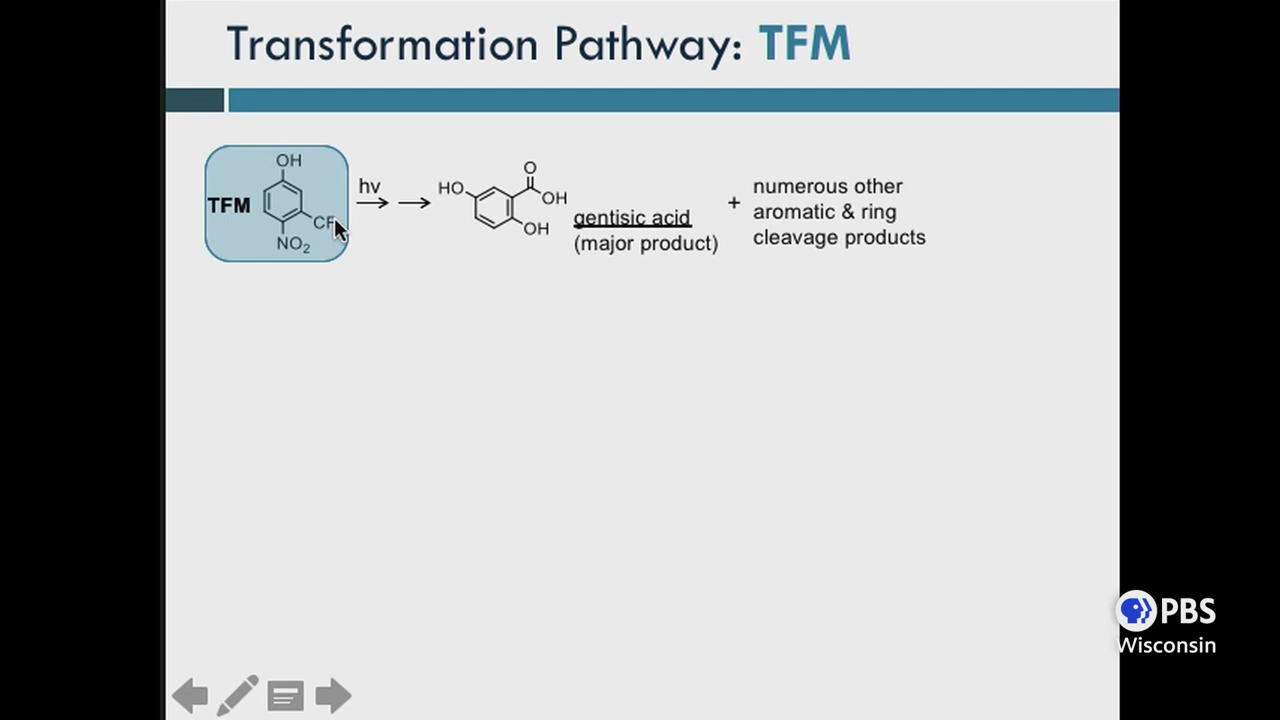 Transformation Pathway: TFM
OH
TFM
CF
NO2
hv
HO
O
OH
OH
gentisic acid
(major product)
+
numerous other
aromatic & ring
cleavage products
PBS
Wisconsin